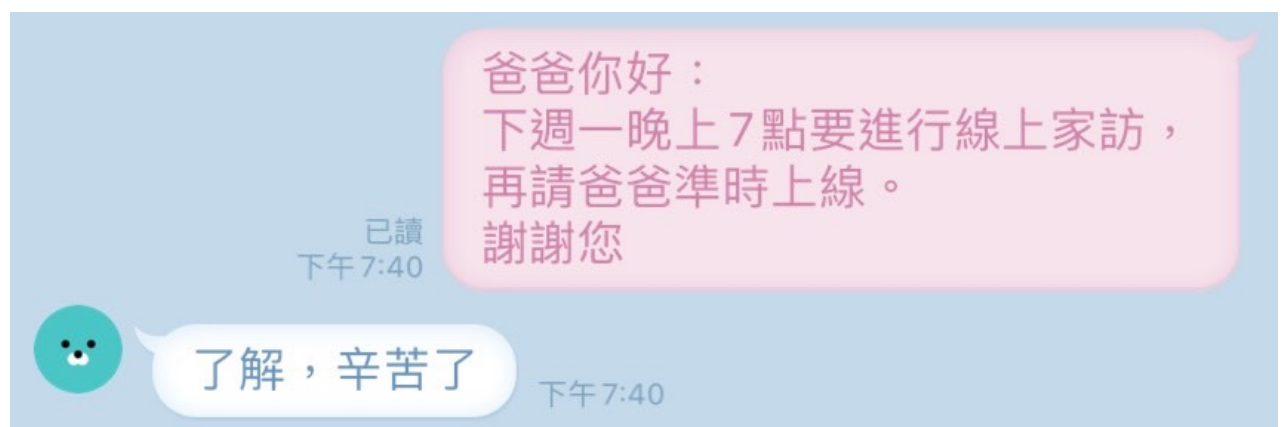 爸爸你好：
下週一晚上7點要進行線上家訪，
再請爸爸準時上線。
謝謝您
已讀
下午7:40
了解，辛苦了
下午7:40